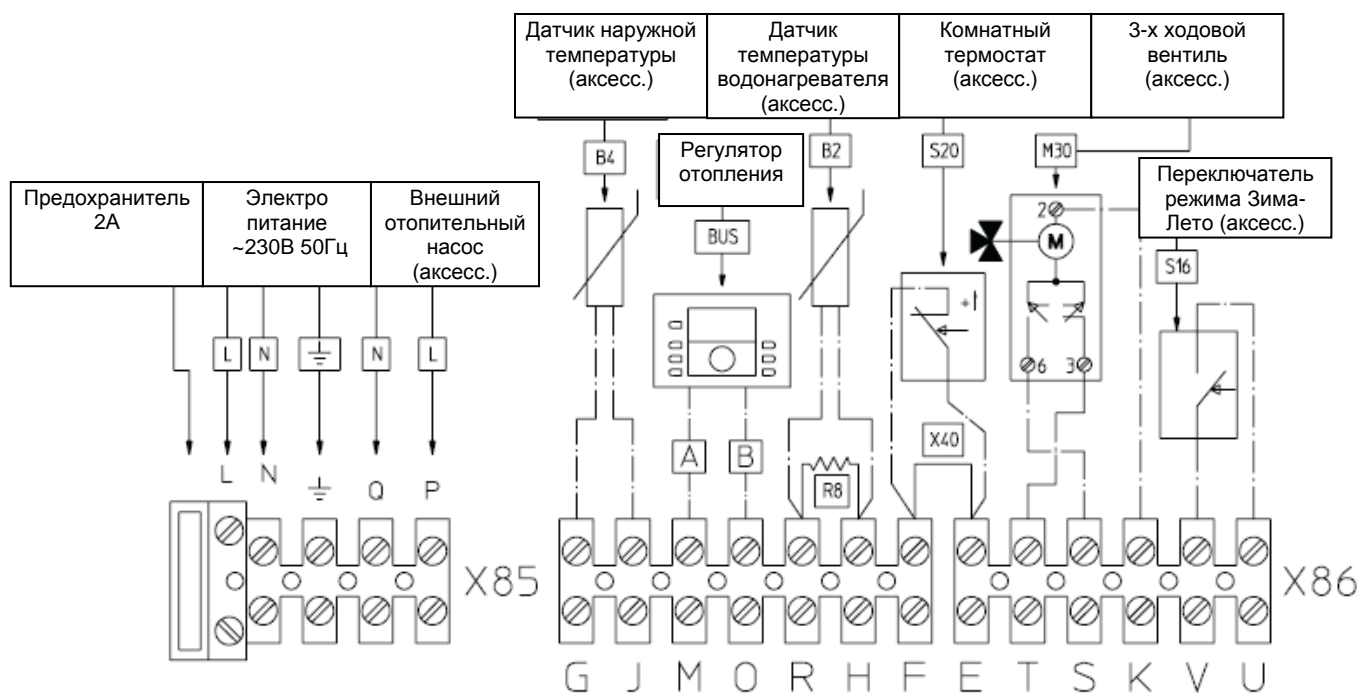 Датчик наружной
температуры
(аксесс.)
Датчик
температуры
водонагревателя
(аксесс.)
Комнатный
термостат
(аксесс.)
3-х ходовой
вентиль
(аксесс.)
B4
Регулятор
отопления
B2
S20
M30
Переключатель
режима Зима-
Лето (аксесс.)
Предохранитель
2А
Электро
питание
~230В 50Гц
Внешний
отопительный
насос
(аксесс.)
BUS
2
M
S16
+t
L
N
N
L
6
3
A
B
X40
R8
L
N
Q
P
X85
X86
G
J
M
O
R
H
F
E
T
S
K
V
U